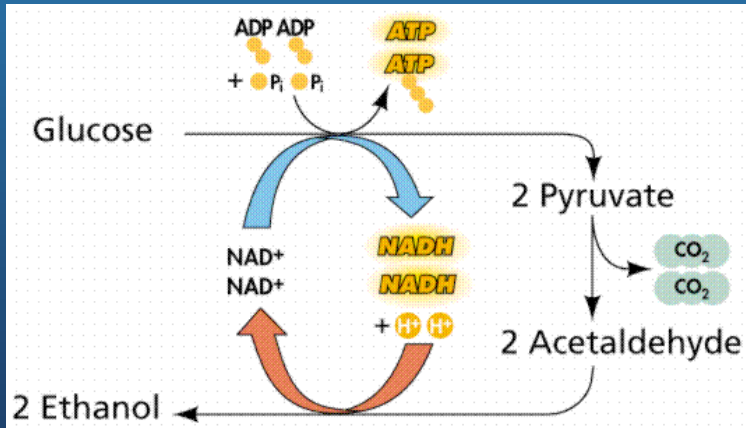 ADP ADP
+ Pi Pi
ATP
ATP
Glucose
2 Pyruvate
NAD+
NAD+
NADH
NADH
+ H+ H+
CO₂
CO₂
2 Acetaldehyde
2 Ethanol